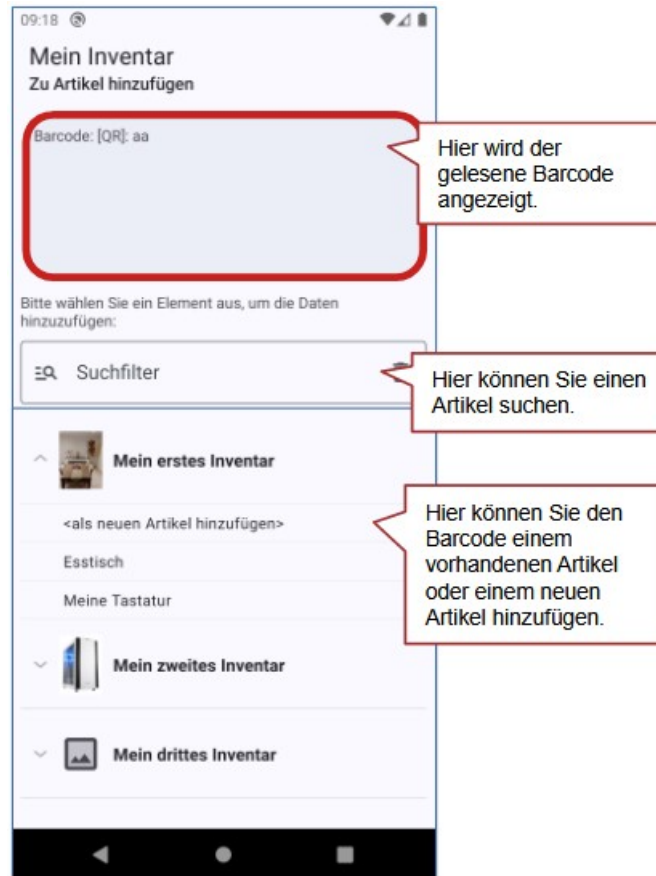 09:18
Mein Inventar
Zu Artikel hinzufügen
Barcode: [QR]: aa
Hier wird der
gelesene Barcode
angezeigt.
Bitte wählen Sie ein Element aus, um die Daten
hinzuzufügen:
Suchfilter
Hier können Sie einen
Artikel suchen.
Mein erstes Inventar
<als neuen Artikel hinzufügen>
Esstisch
Meine Tastatur
Hier können Sie den
Barcode einem
vorhandenen Artikel
oder einem neuen
Artikel hinzufügen.
Mein zweites Inventar
Mein drittes Inventar